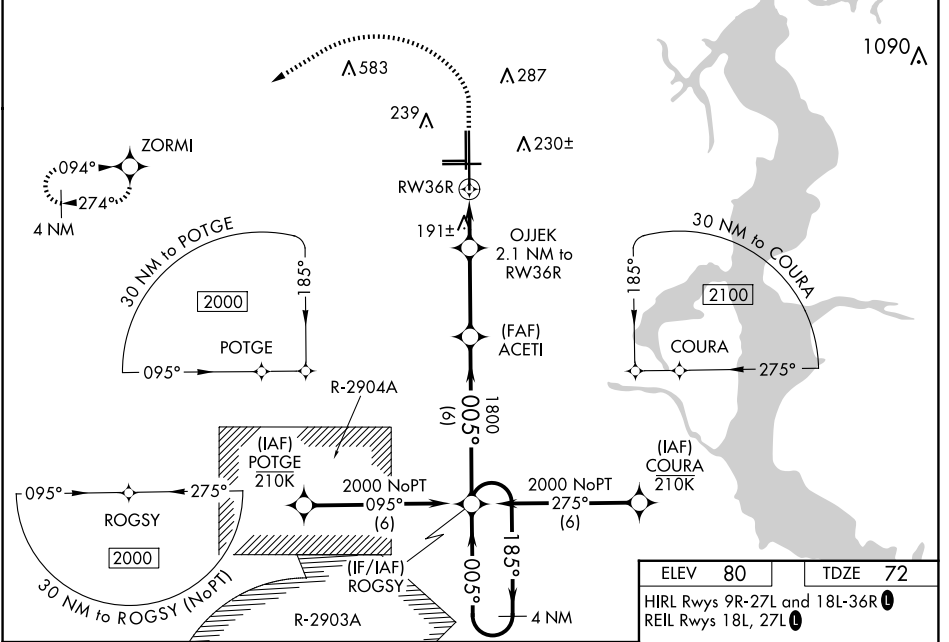 1090
583
287
239
230±
ZORMI
094°
274°
4 NM
RW36R
191±
OJJEK
2.1 NM to
RW36R
30 NM to POTGE
185°
2000
POTGE
095°
30 NM to COURA
185°
2100
COURA
275°
(FAF)
ACETI
R-2904A
1800
005°
(6)
(IAF)
POTGE
210K
2000 NoPT
095°
(6)
2000 NoPT
275°
(6)
(IAF)
COURA
210K
095°
275°
ROGSY
2000
30 NM to ROGSY (NoPT)
(IF/IAF)
ROGSY
005°
185°
4 NM
R-2903A
ELEV 80
TDZE 72
HIRL Rwys 9R-27L and 18L-36R L
REIL Rwys 18L, 27L L